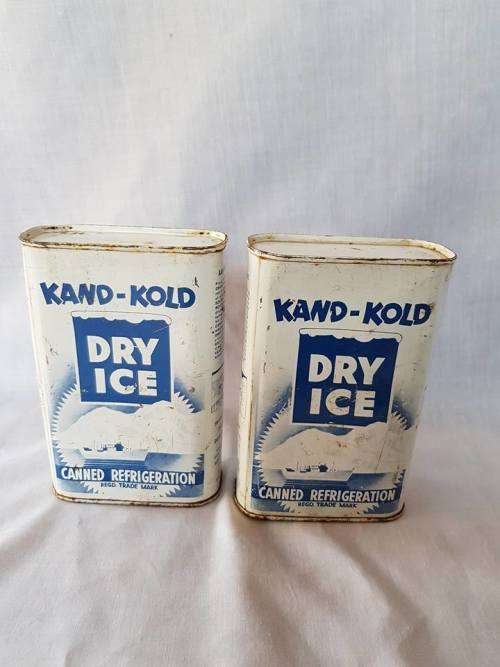 KAND-KOLD
DRY
ICE
CANNED REFRIGERATION
REGD. TRADE MARK
KAND-KOLD
DRY
ICE
CANNED REFRIGERATION
REGD. TRADE MARK